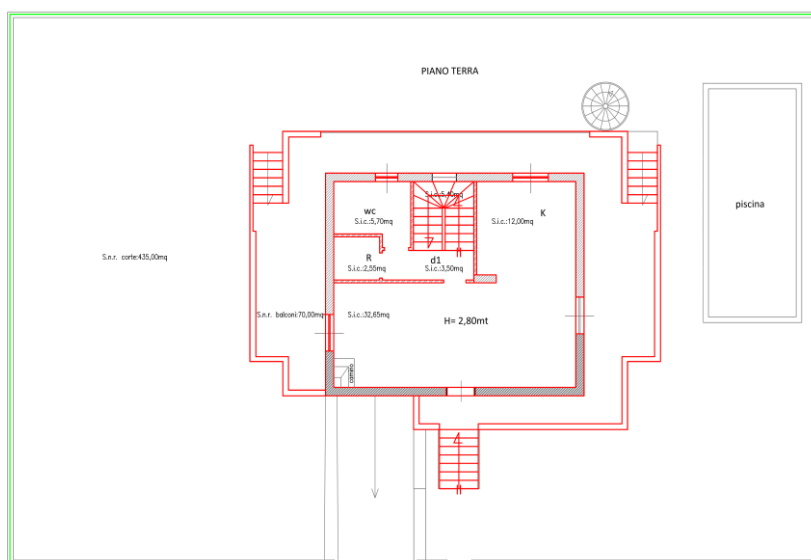 PIANO TERRA
S.i.c.:5,40mq
wc
S.i.c.:5,70mq
K
S.i.c.:12,00mq
piscina
R
S.i.c.:2,55mq
d1
S.i.c.:3,50mq
S.n.r. corte:435,00mq
S.n.r. balconi:70,00mq
S.i.c.:32,65mq
H= 2,80mt
camino